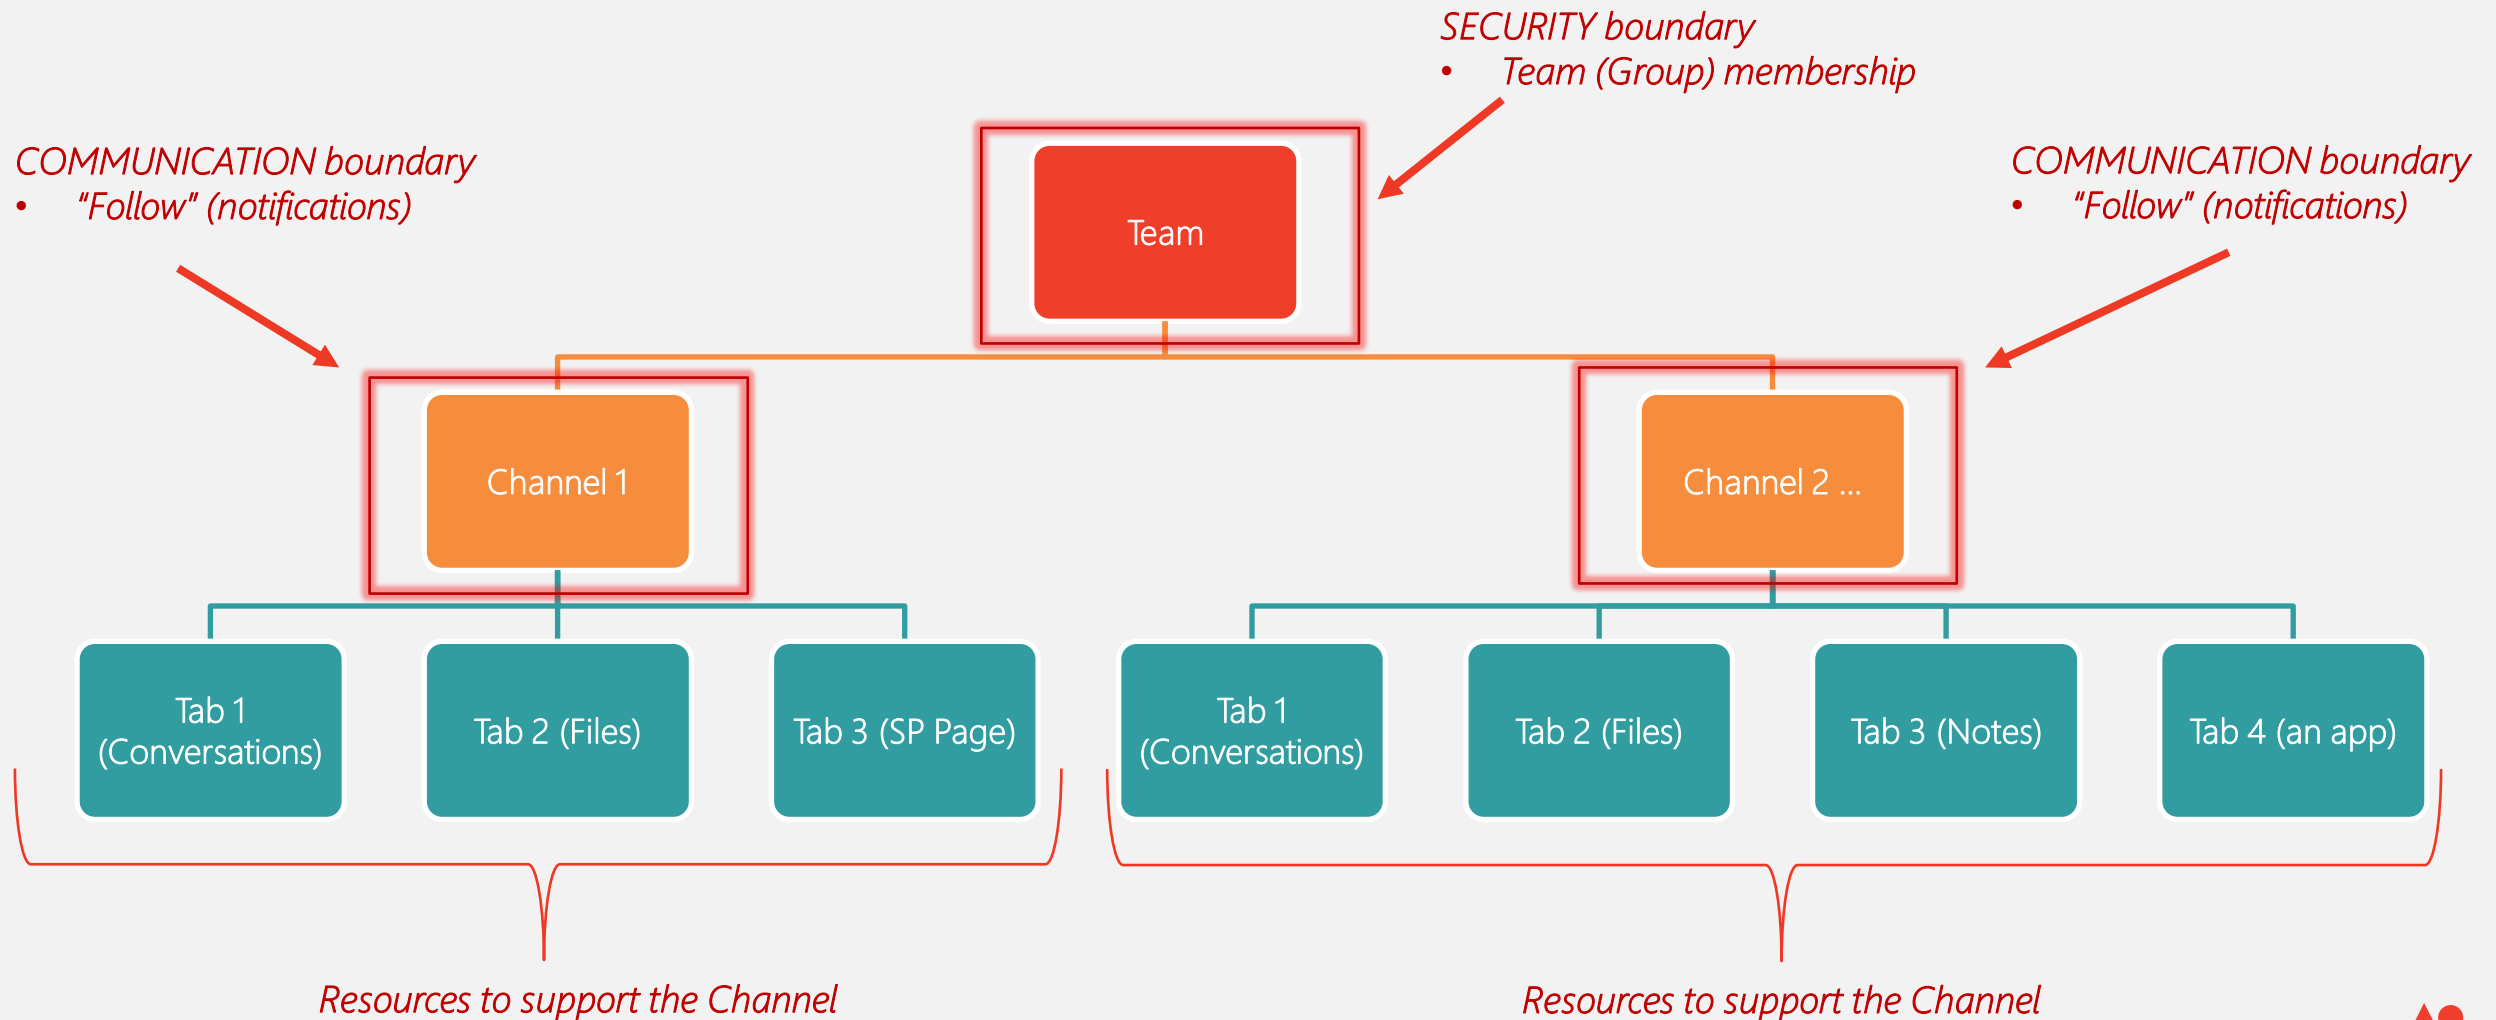 SECURITY boundary
• Team (Group) membership
COMMUNICATION boundary
• “Follow” (notifications)
COMMUNICATION boundary
• “Follow” (notifications)
Team
Channel 1
Channel 2 ...
Tab 1
(Conversations)
Tab 2 (Files)
Tab 3 (SP Page)
Tab 1
(Conversations)
Tab 2 (Files)
Tab 3 (Notes)
Tab 4 (an app)
Resources to support the Channel
Resources to support the Channel